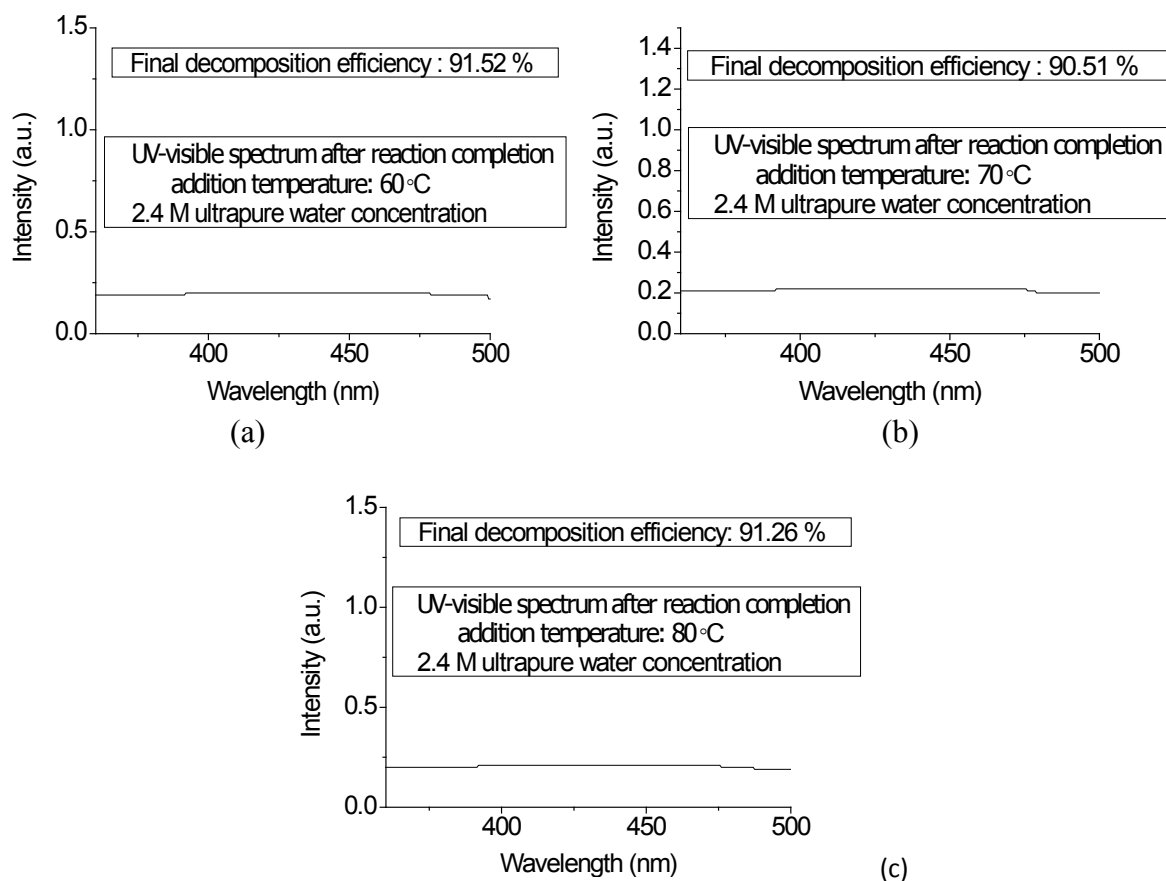 1.5
Final decomposition efficiency : 91.52 %
1.0
UV-visible spectrum after reaction completion
addition temperature: 60°C
2.4 M ultrapure water concentration
0.5
0.0
Intensity (a.u.)
400 450 500
Wavelength (nm)
(a)
1.4
Final decomposition efficiency : 90.51 %
1.2
1.0
UV-visible spectrum after reaction completion
0.8
addition temperature: 70°C
2.4 M ultrapure water concentration
0.6
0.4
0.2
0.0
Intensity (a.u.)
400 450 500
Wavelength (nm)
(b)
1.5
Final decomposition efficiency: 91.26 %
1.0
UV-visible spectrum after reaction completion
addition temperature: 80°C
2.4 M ultrapure water concentration
0.5
0.0
Intensity (a.u.)
400 450 500
Wavelength (nm)
(c)